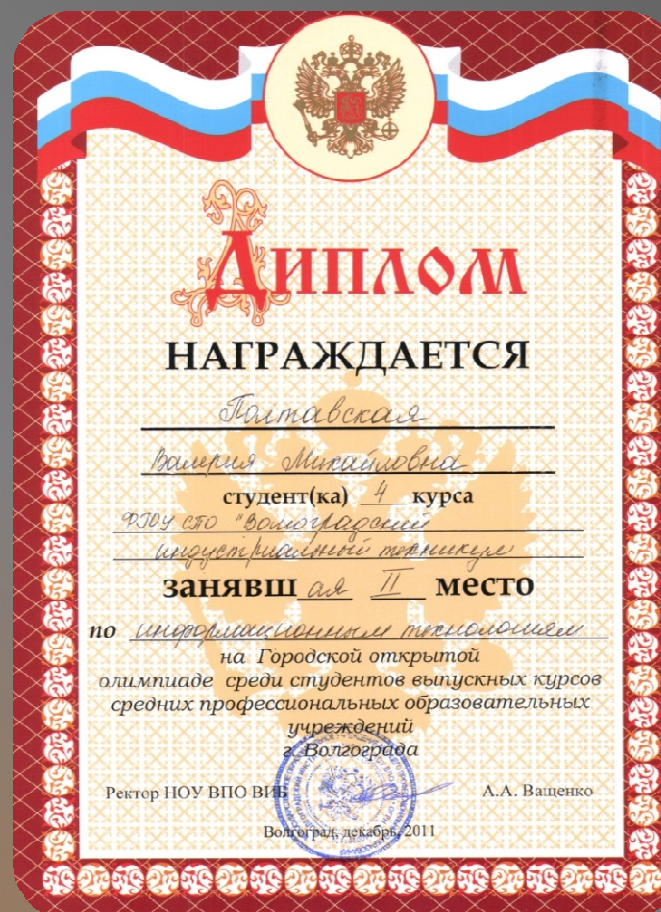 Диплом
НАГРАЖДАЕТСЯ
Полтавская
Валерия Михайловна
студент(ка) 4 курса
ФГОУ СПО "Волгоградский
индустриальный техникум
занявшая II место
по информационным технологиям
на Городской открытой
олимпиаде среди студентов выпускных курсов
средних профессиональных образовательных
учреждений
г. Волгограда
Ректор НОУ ВПО ВИБ А.А. Ващенко
Волгоград, декабрь, 2011